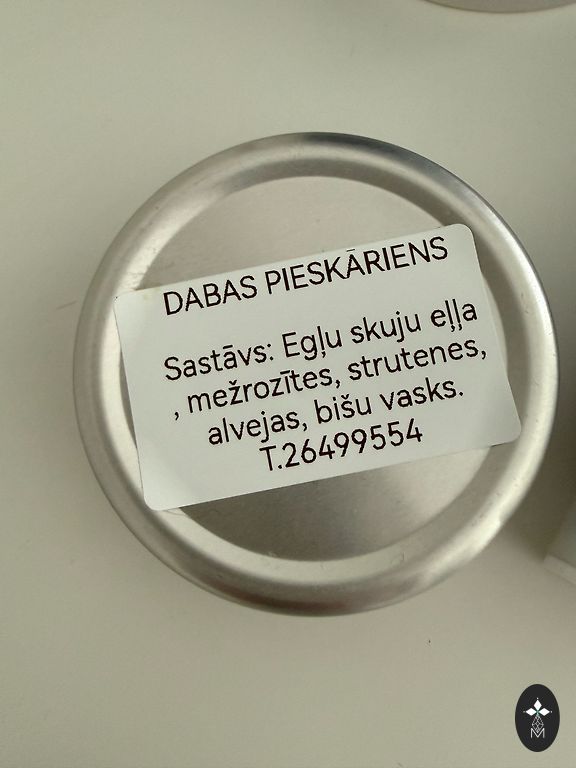 DABAS PIESKĀRIENS
Sastāvs: Egļu skuju eļļa
, mežrozītes, strutenes,
alvejas, bišu vasks.
T.26499554
M